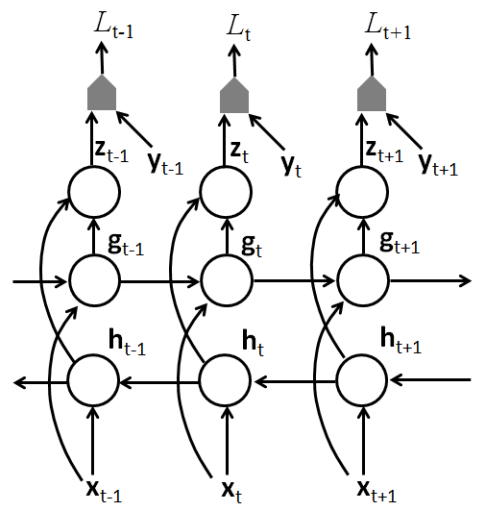 L_{t-1} L_t L_{t+1}
z_{t-1} y_{t-1} z_t y_t z_{t+1} y_{t+1}
g_{t-1} g_t g_{t+1}
h_{t-1} h_t h_{t+1}
x_{t-1} x_t x_{t+1}